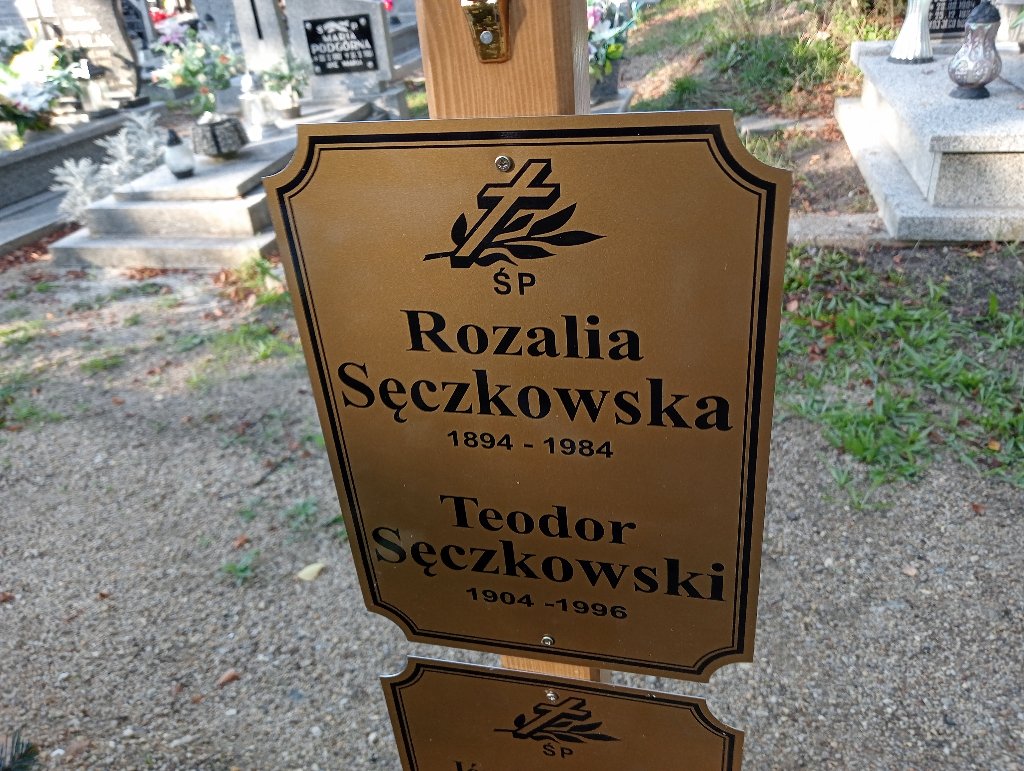 MARIA
PODGÓRNA
ŚP
Rozalia
Sęczkowska
1894 - 1984
Teodor
Sęczkowski
1904 -1996
ŚP